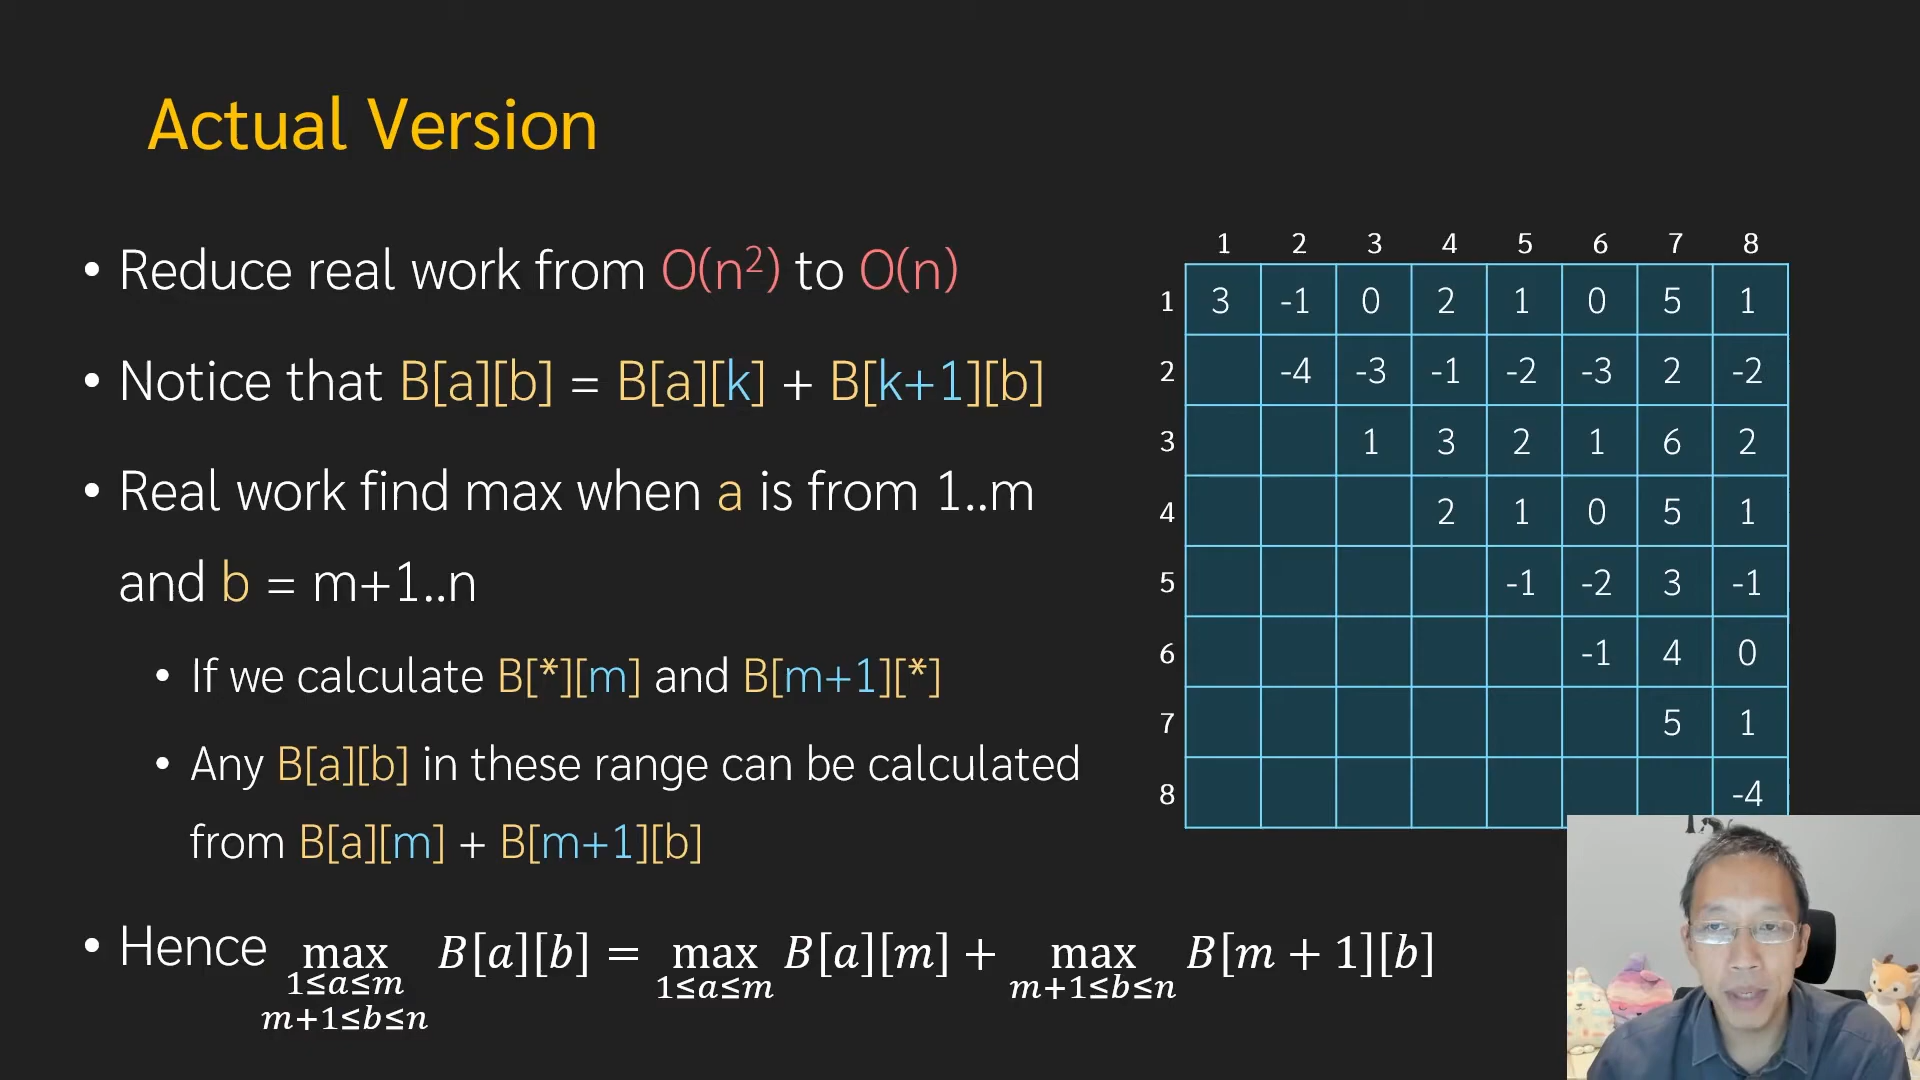 Actual Version
• Reduce real work from O(n²) to O(n)
• Notice that B[a][b] = B[a][k] + B[k+1][b]
• Real work find max when a is from 1..m
and b = m+1..n
• If we calculate B[*][m] and B[m+1][*]
• Any B[a][b] in these range can be calculated
from B[a][m] + B[m+1][b]
• Hence max B[a][b] = max B[a][m] + max B[m + 1][b]
1≤a≤m 1≤a≤m m+1≤b≤n
m+1≤b≤n
1 2 3 4 5 6 7 8
1 3 -1 0 2 1 0 5 1
2 -4 -3 -1 -2 -3 2 -2
3 1 3 2 1 6 2
4 2 1 0 5 1
5 -1 -2 3 -1
6 -1 4 0
7 5 1
8 -4